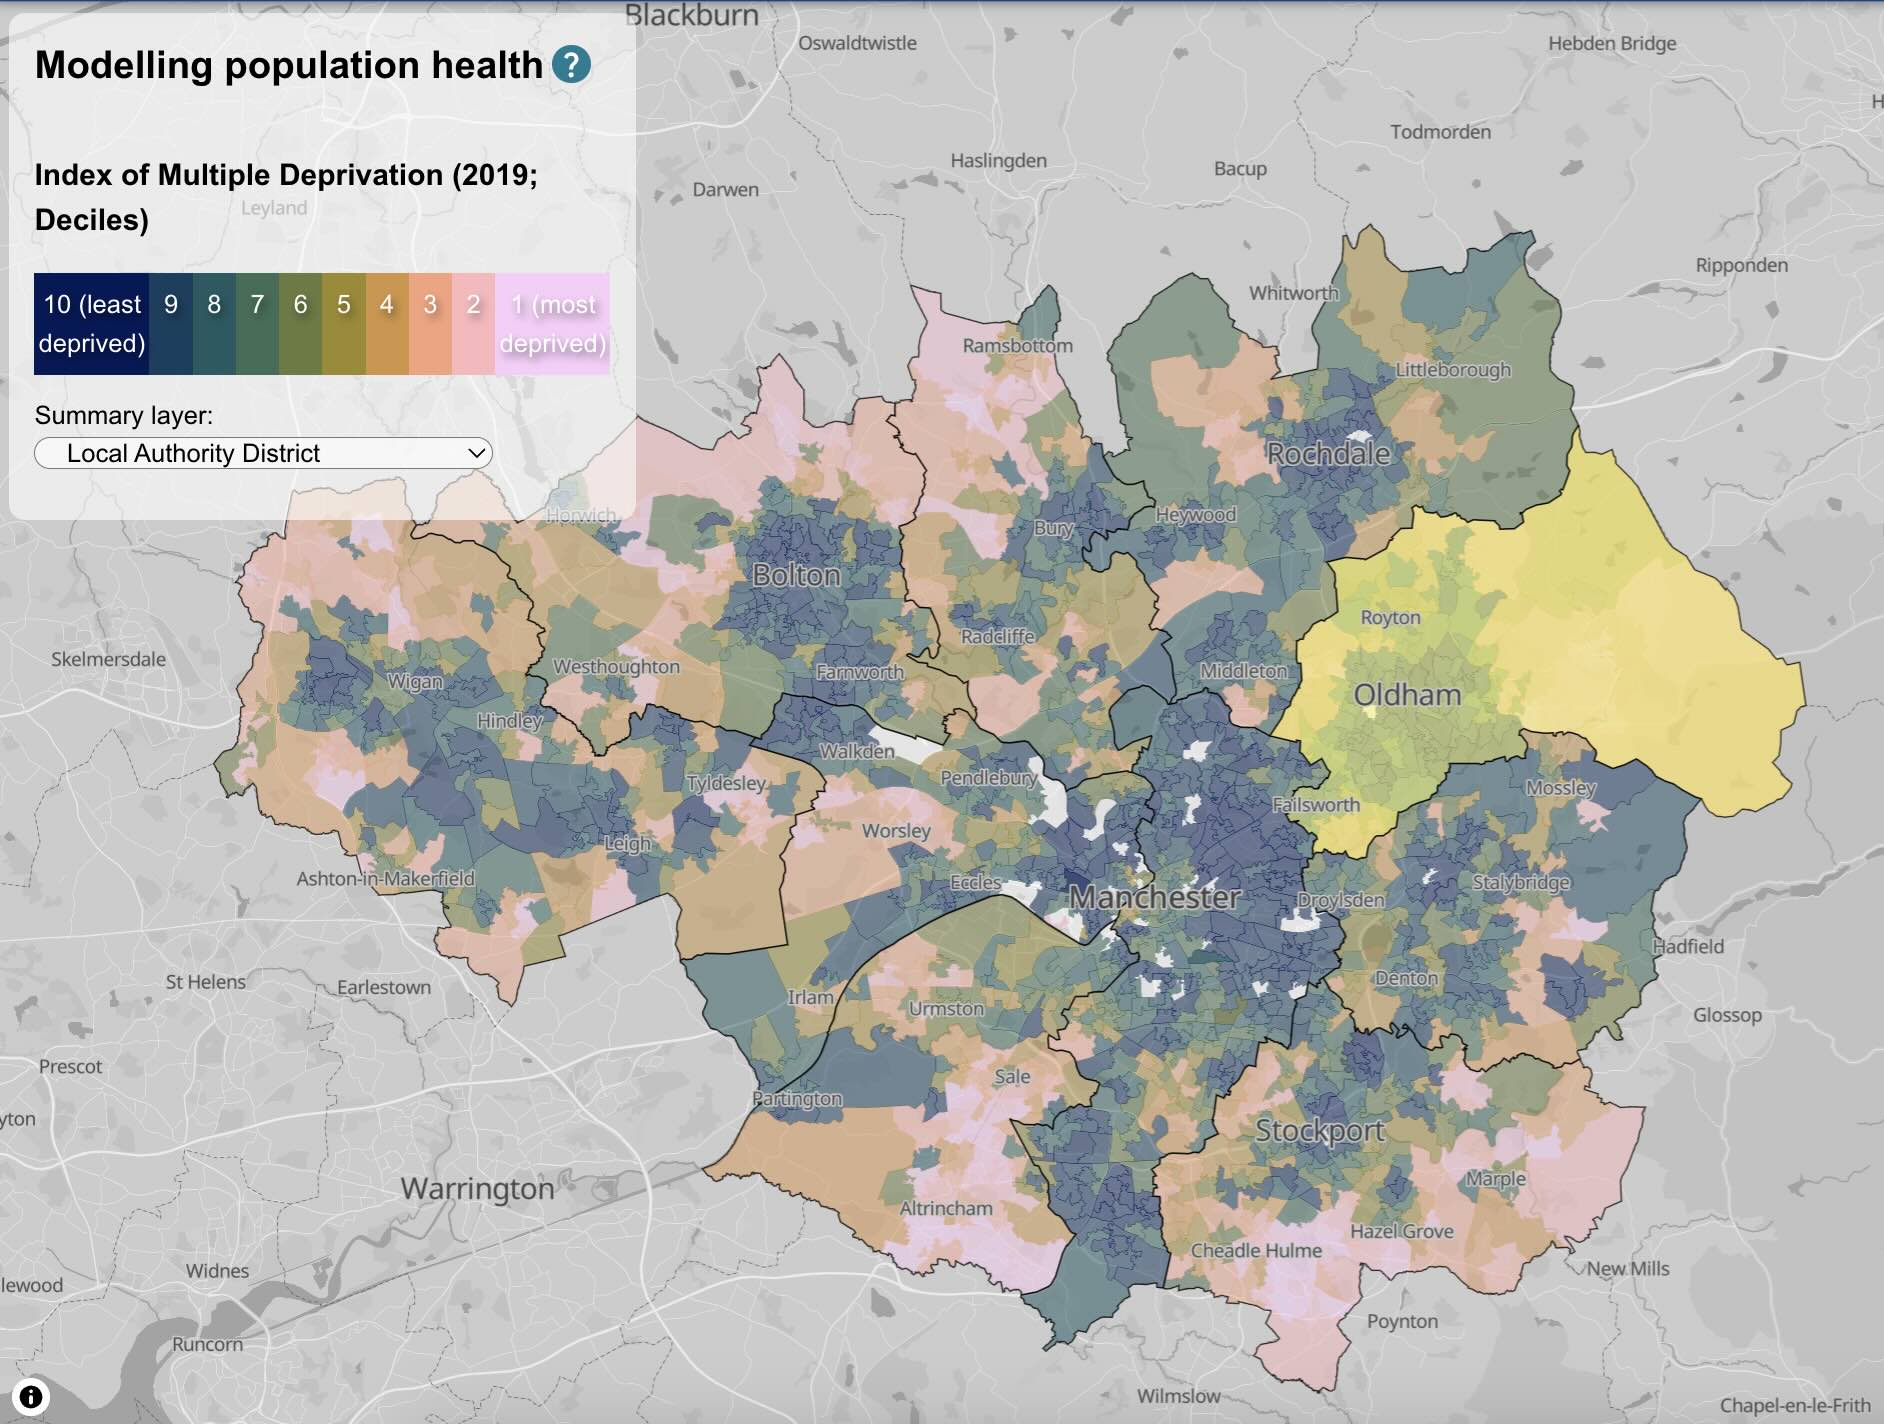 Modelling population health ?
Index of Multiple Deprivation (2019;
Deciles)
10 (least
deprived)
9
8
7
6
5
4
3
2
1 (most
deprived)
Summary layer:
Local Authority District
Blackburn
Oswaldtwistle
Hebden Bridge
H
Todmorden
Haslingden
Bacup
Darwen
Leyland
Ripponden
Whitworth
Ramsbottom
Littleborough
Rochdale
Horwich
Bury
Heywood
Bolton
Royton
Radcliffe
Skelmersdale
Westhoughton
Farnworth
Middleton
Wigan
Oldham
Hindley
Walkden
Pendlebury
Tyldesley
Mossley
Failsworth
Worsley
Leigh
Ashton-in-Makerfield
Eccles
Stalybridge
Manchester
Droylsden
Hadfield
St Helens
Earlestown
Denton
Irlam
Urmston
Glossop
Prescot
Sale
Partington
yton
Stockport
Warrington
Marple
Altrincham
Hazel Grove
Cheadle Hulme
New Mills
Widnes
lewood
Poynton
Runcorn
Wilmslow
Chapel-en-le-Frith